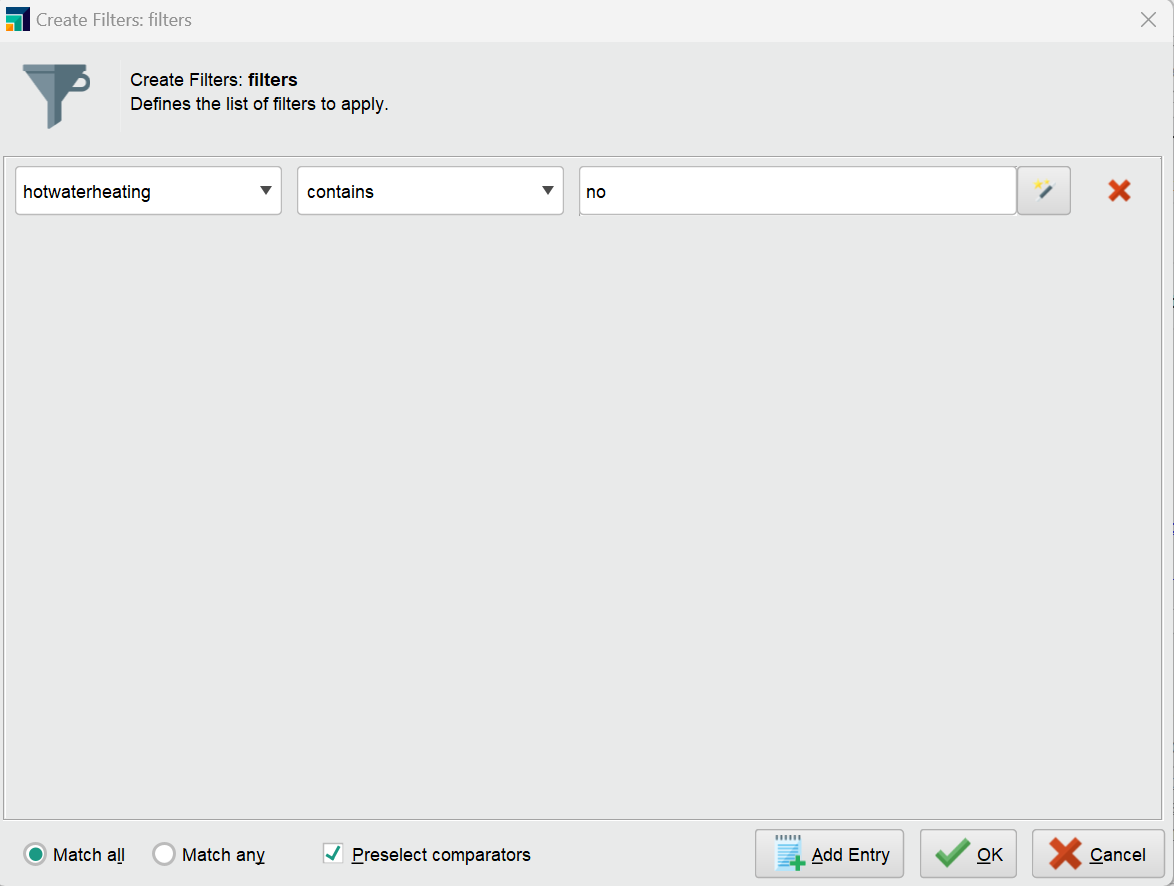 Create Filters: filters
Create Filters: filters
Defines the list of filters to apply.
hotwaterheating contains no
Match all Match any Preselect comparators Add Entry OK Cancel